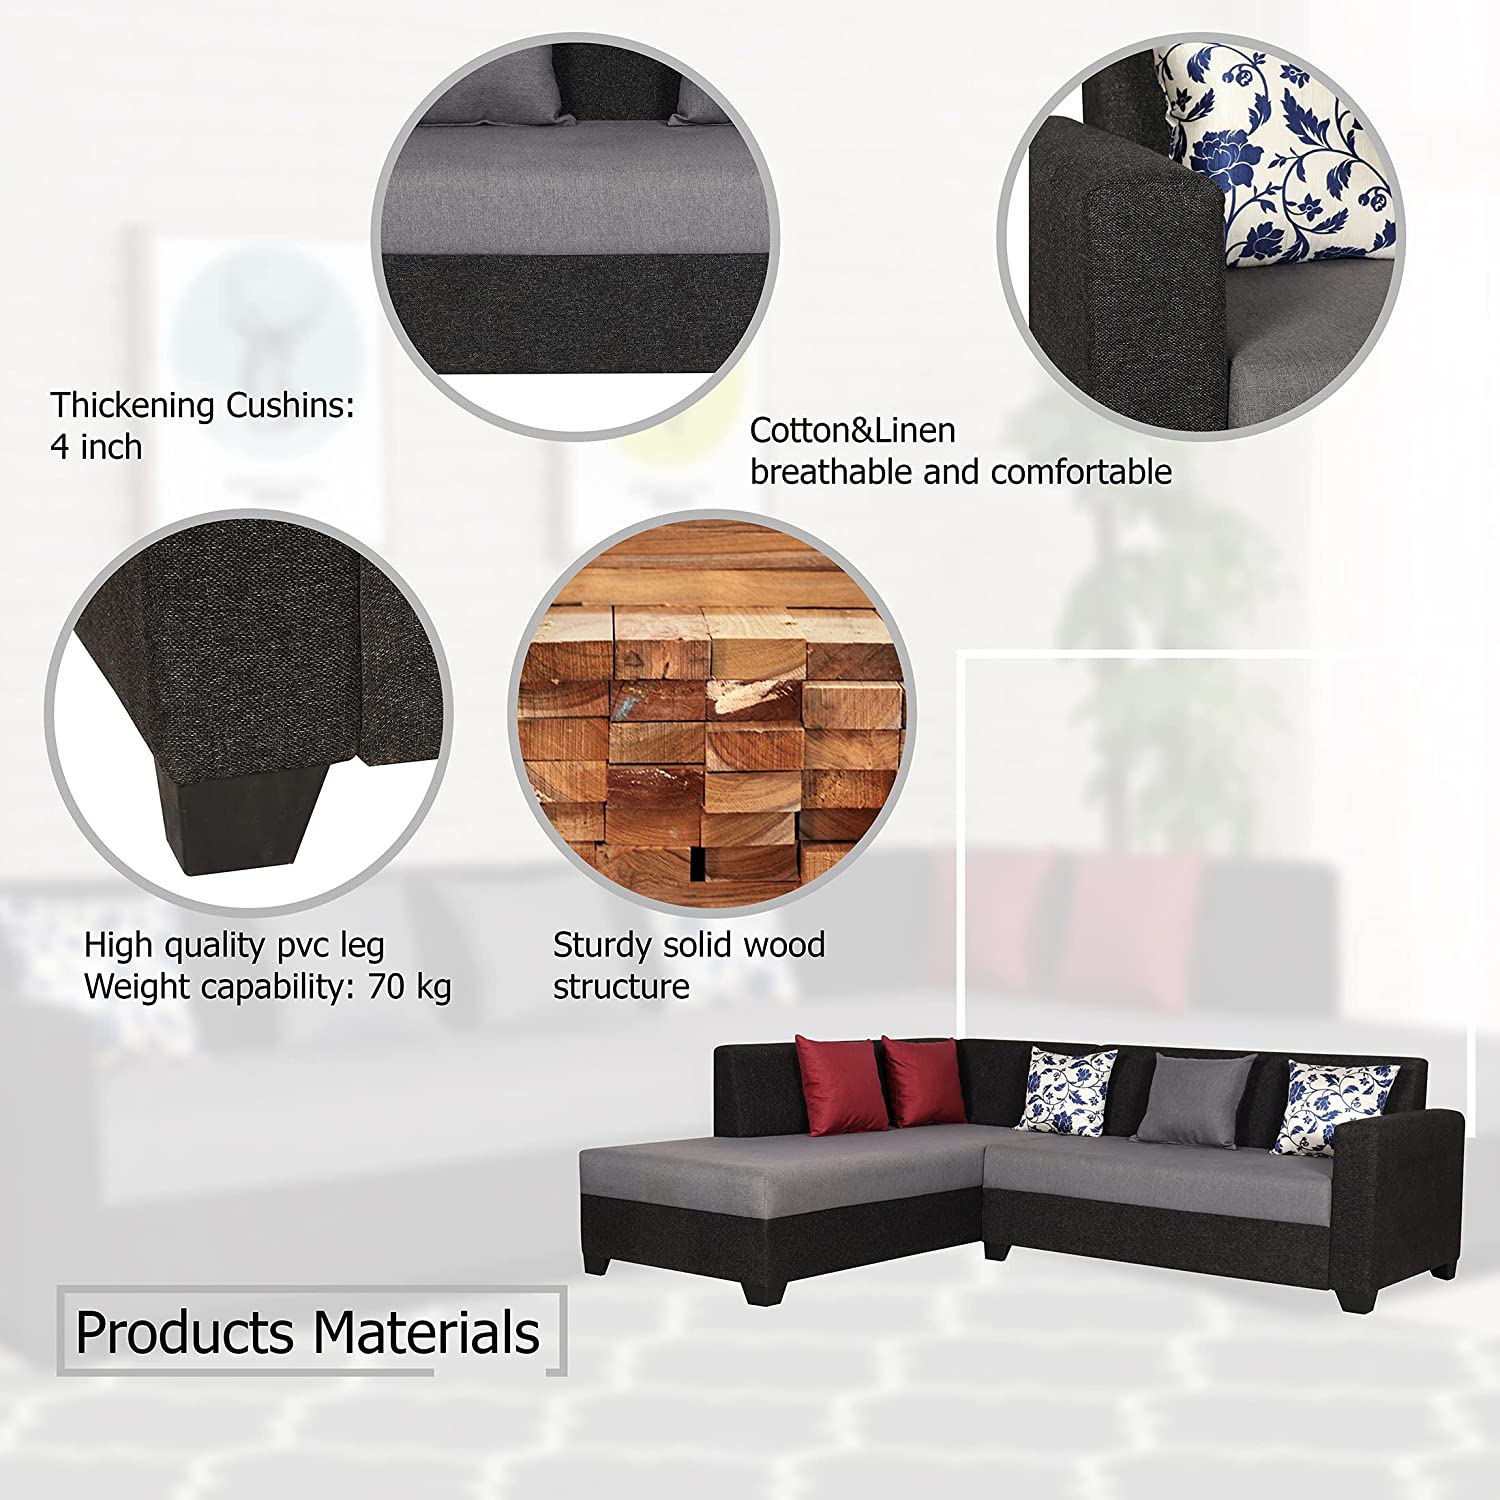 Thickening Cushins:
4 inch
Cotton&Linen
breathable and comfortable
High quality pvc leg
Weight capability: 70 kg
Sturdy solid wood
structure
Products Materials